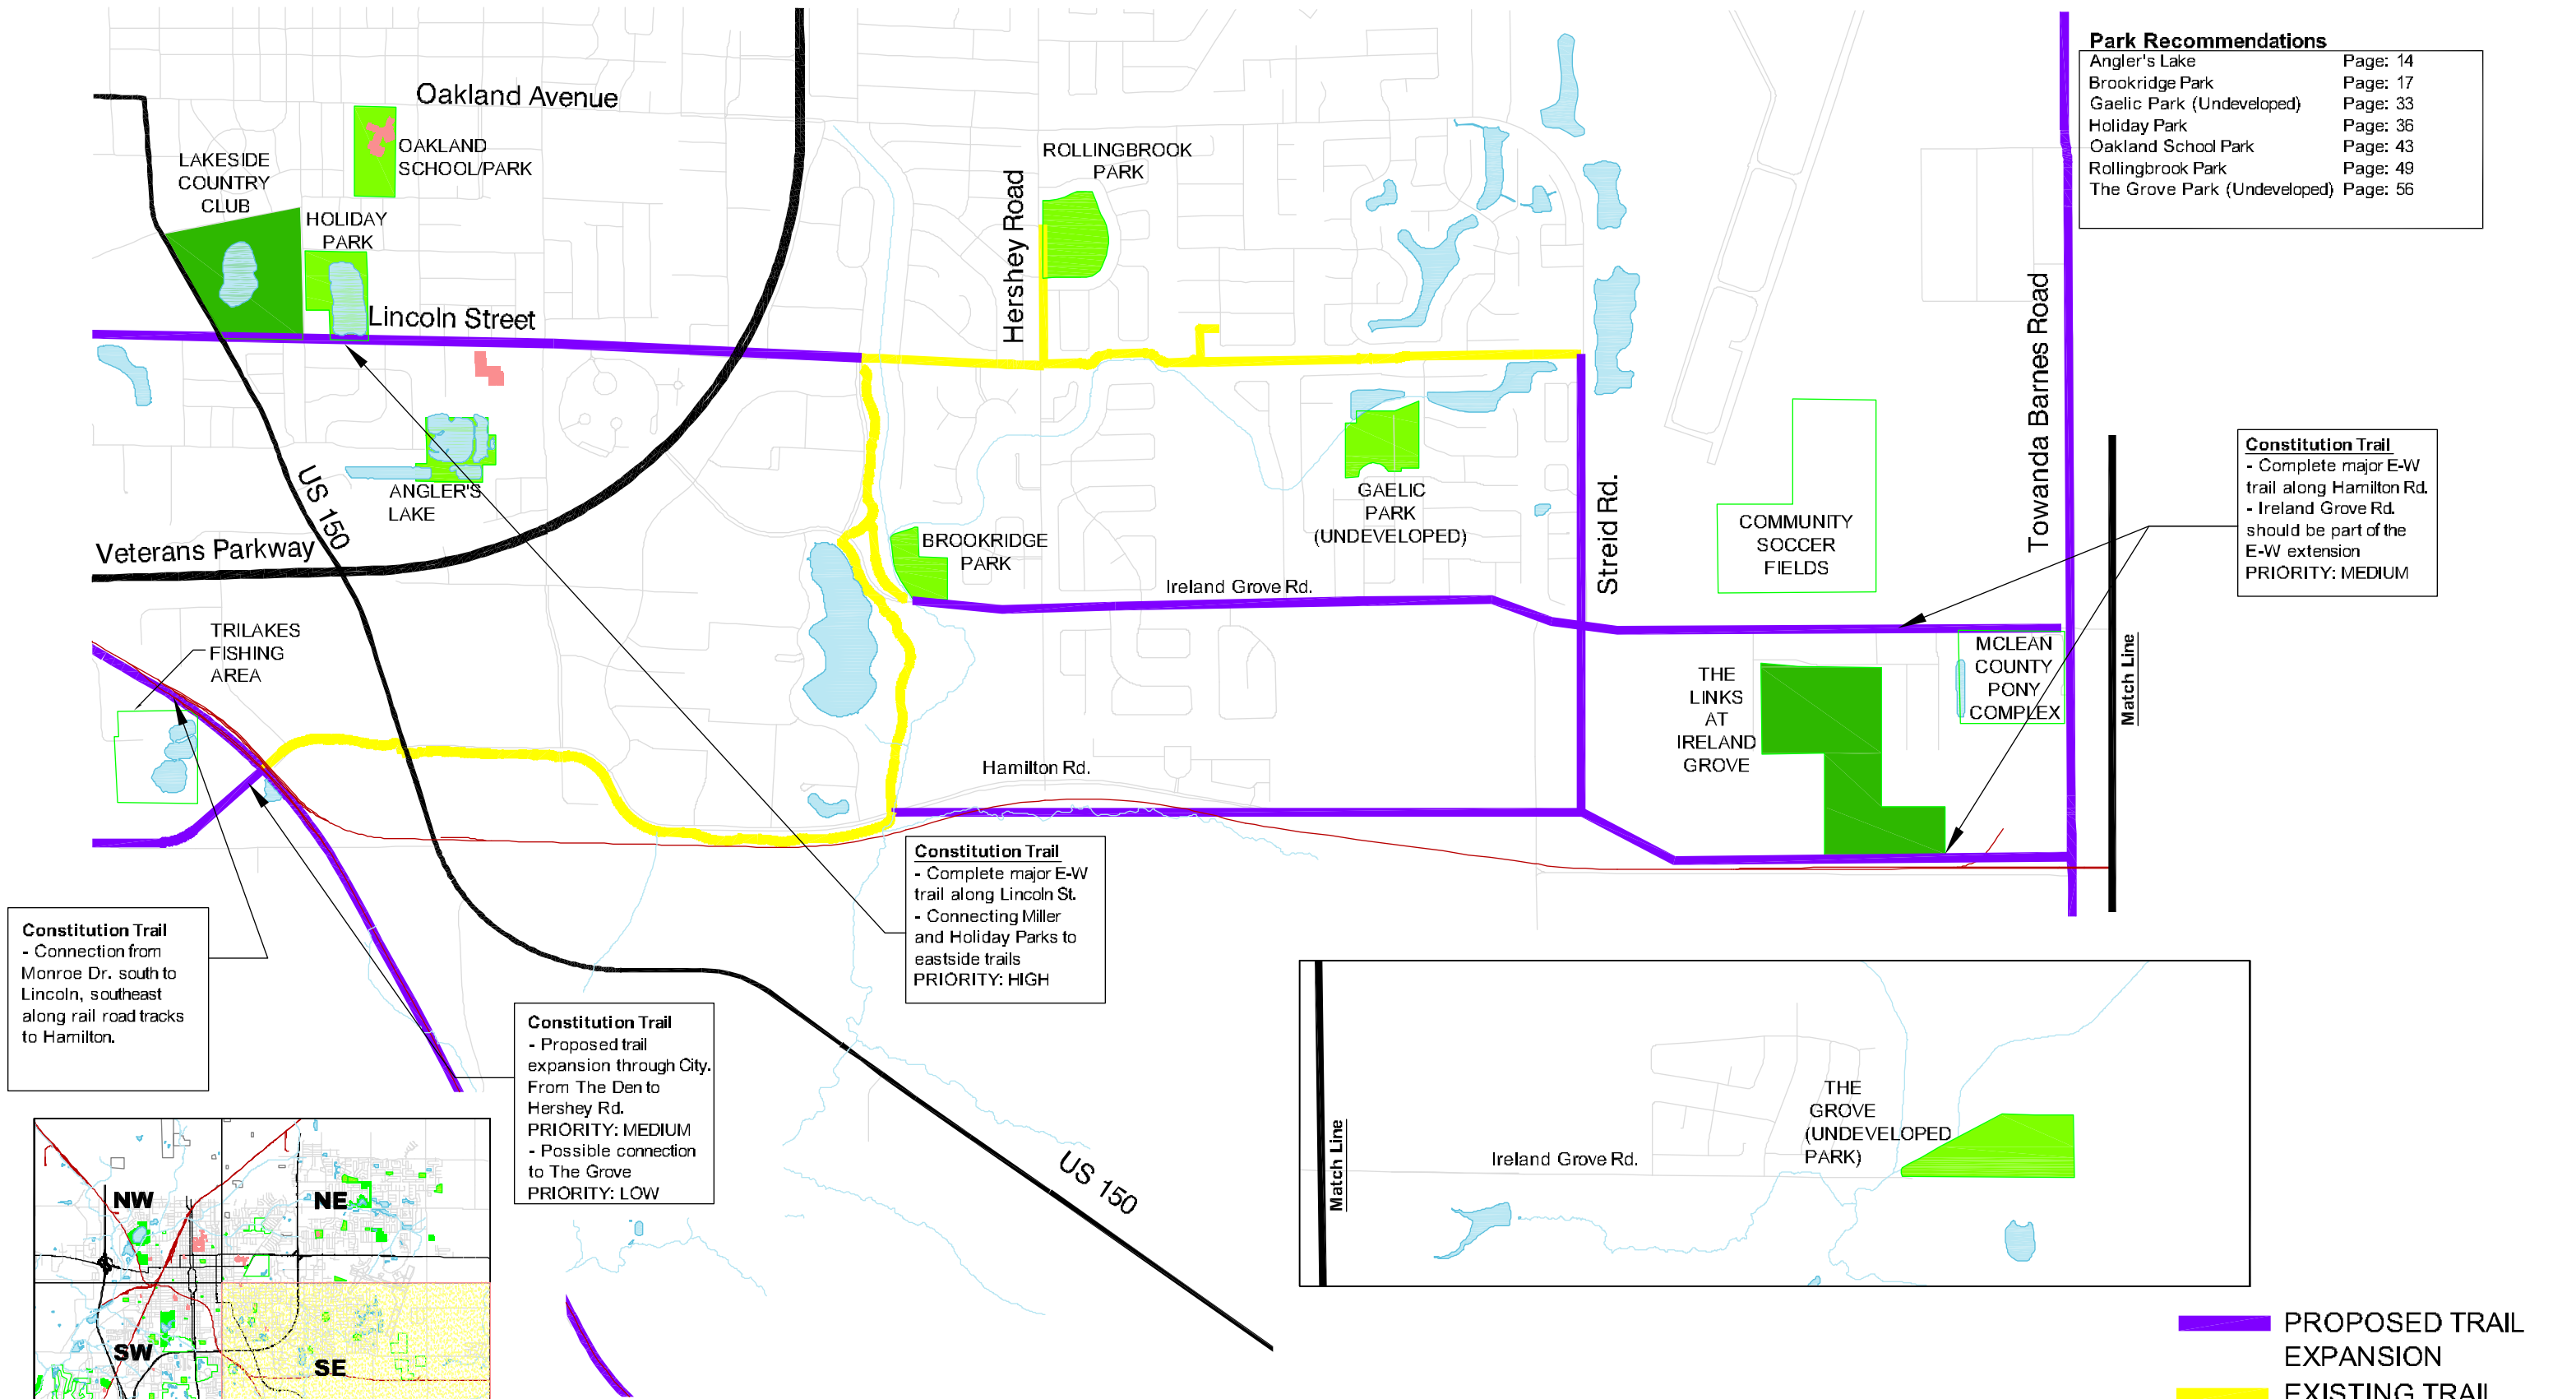 Park Recommendations
Angler's Lake Page: 14
Brookridge Park Page: 17
Gaelic Park (Undeveloped) Page: 33
Holiday Park Page: 36
Oakland School Park Page: 43
Rollingbrook Park Page: 49
The Grove Park (Undeveloped) Page: 56
Oakland Avenue
OAKLAND
SCHOOL/PARK
LAKESIDE
COUNTRY
CLUB
HOLIDAY
PARK
ROLLINGBROOK
PARK
Hershey Road
Lincoln Street
Towanda Barnes Road
US 150
ANGLER'S
LAKE
Veterans Parkway
BROOKRIDGE
PARK
GAELIC
PARK
(UNDEVELOPED)
Streid Rd.
COMMUNITY
SOCCER
FIELDS
Constitution Trail
- Complete major E-W
trail along Hamilton Rd.
- Ireland Grove Rd.
should be part of the
E-W extension
PRIORITY: MEDIUM
Ireland Grove Rd.
TRILAKES
FISHING
AREA
THE
LINKS
AT
IRELAND
GROVE
MCLEAN
COUNTY
PONY
COMPLEX
Match Line
Hamilton Rd.
Constitution Trail
- Complete major E-W
trail along Lincoln St.
- Connecting Miller
and Holiday Parks to
eastside trails
PRIORITY: HIGH
Constitution Trail
- Connection from
Monroe Dr. south to
Lincoln, southeast
along rail road tracks
to Hamilton.
Constitution Trail
- Proposed trail
expansion through City.
From The Den to
Hershey Rd.
PRIORITY: MEDIUM
- Possible connection
to The Grove
PRIORITY: LOW
US 150
Match Line
Ireland Grove Rd.
THE
GROVE
(UNDEVELOPED
PARK)
NW
NE
SW
SE
PROPOSED TRAIL
EXPANSION
EXISTING TRAIL